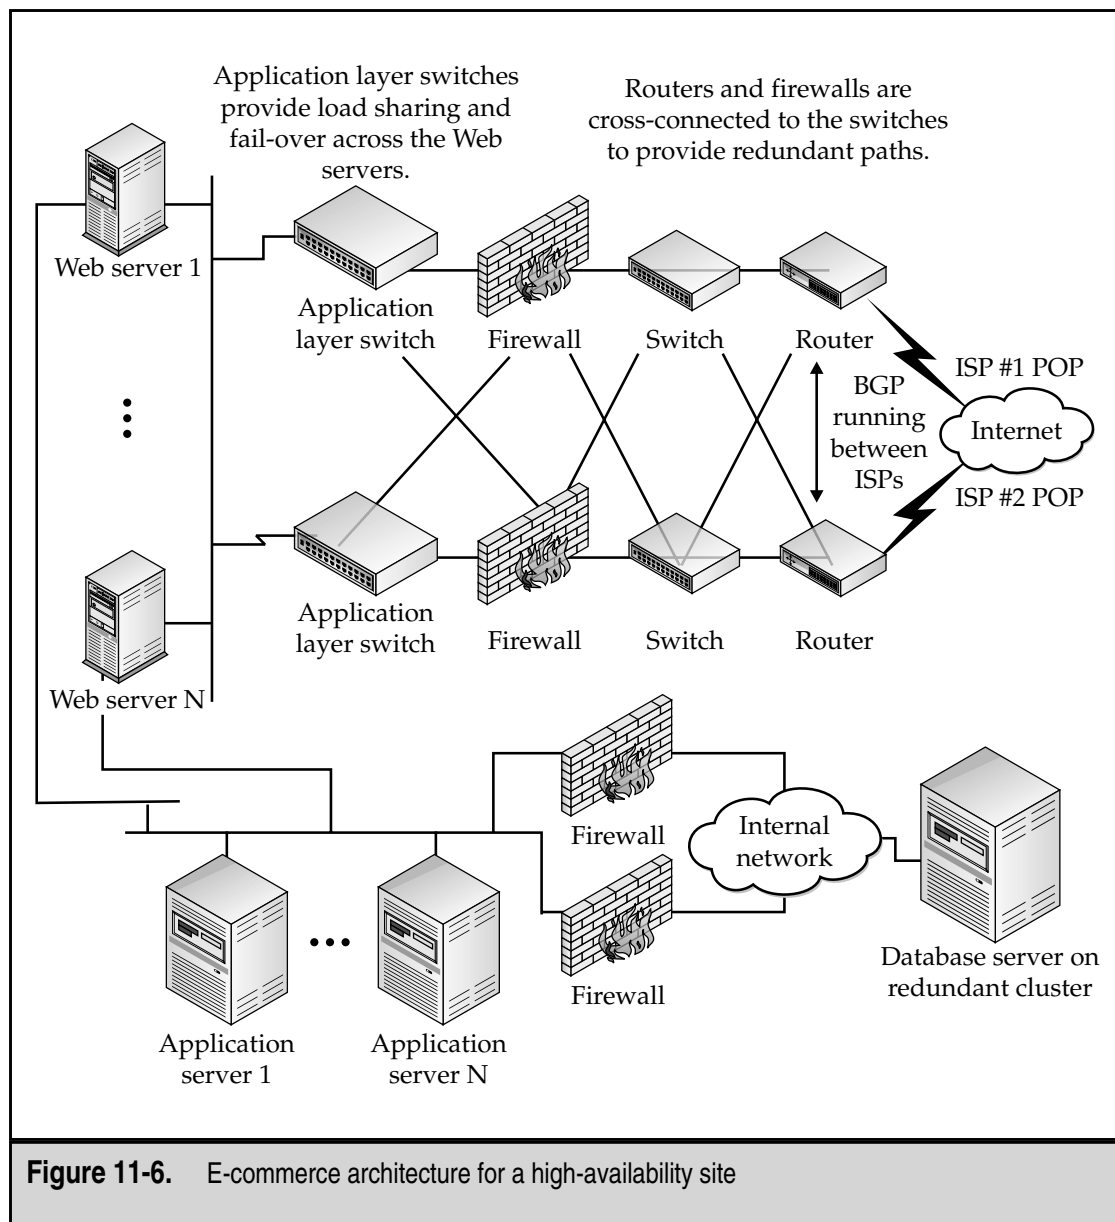 Application layer switches
provide load sharing and
fail-over across the Web
servers.
Routers and firewalls are
cross-connected to the switches
to provide redundant paths.
Web server 1
Application
layer switch
Firewall
Switch
Router
ISP #1 POP
BGP
running
between
ISPs
Internet
ISP #2 POP
Application
layer switch
Firewall
Switch
Router
Web server N
Firewall
Internal
network
Firewall
Database server on
redundant cluster
Application
server 1
Application
server N
Figure 11-6. E-commerce architecture for a high-availability site